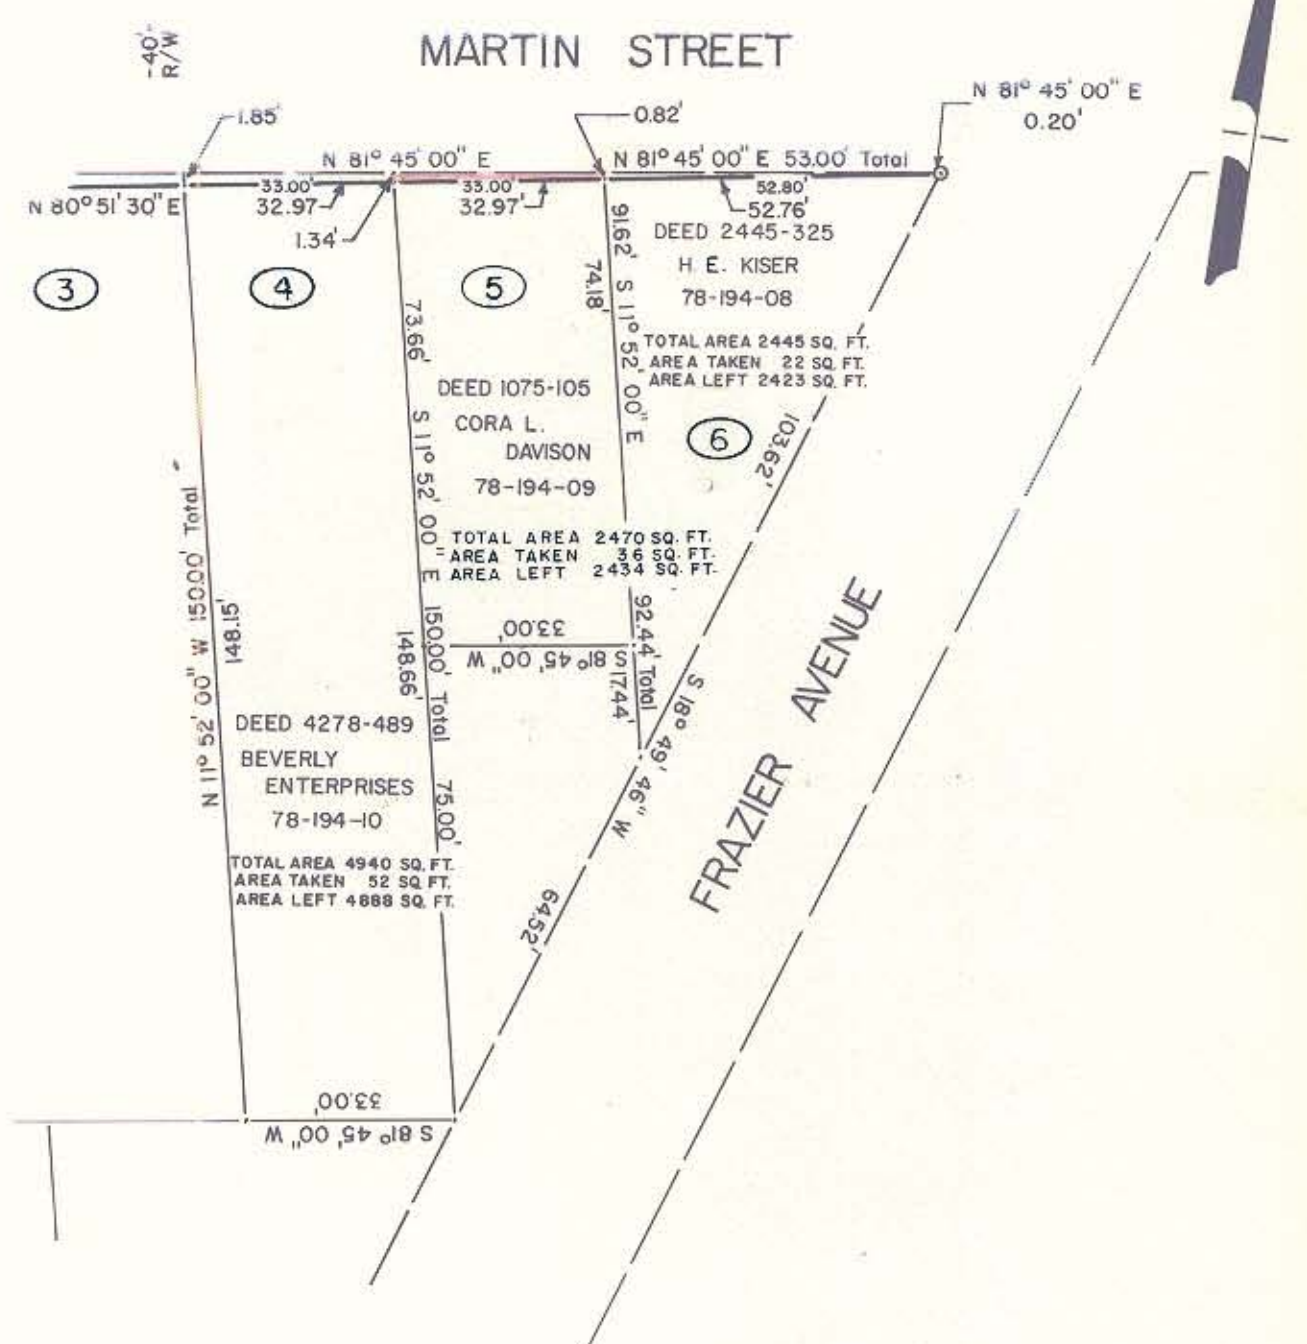 -40'-
R/W
MARTIN STREET
N 81° 45' 00" E
0.20'
1.85'
0.82'
N 81° 45' 00" E
N 81° 45' 00" E 53.00' Total
33.00'
33.00'
52.80'
N 80° 51' 30" E
32.97'
32.97'
52.76'
1.34'
DEED 2445-325
H. E. KISER
78-194-08
3
4
5
91.62' S 11° 52' 00" E
74.18'
73.66'
TOTAL AREA 2445 SQ. FT.
AREA TAKEN 22 SQ. FT.
AREA LEFT 2423 SQ. FT.
DEED 1075-105
CORA L.
DAVISON
78-194-09
6
103.62'
S 11° 52' 00" E 150.00' Total
TOTAL AREA 2470 SQ. FT.
AREA TAKEN 36 SQ. FT.
AREA LEFT 2434 SQ. FT.
N 11° 52' 00" W 150.00' Total
148.15'
148.66'
33.00'
S 81° 45' 00" W
92.44' Total
17.44'
S 18° 49' 46" W
FRAZIER AVENUE
DEED 4278-489
BEVERLY
ENTERPRISES
78-194-10
75.00'
TOTAL AREA 4940 SQ. FT.
AREA TAKEN 52 SQ. FT.
AREA LEFT 4888 SQ. FT.
64.52'
33.00'
S 81° 45' 00" W